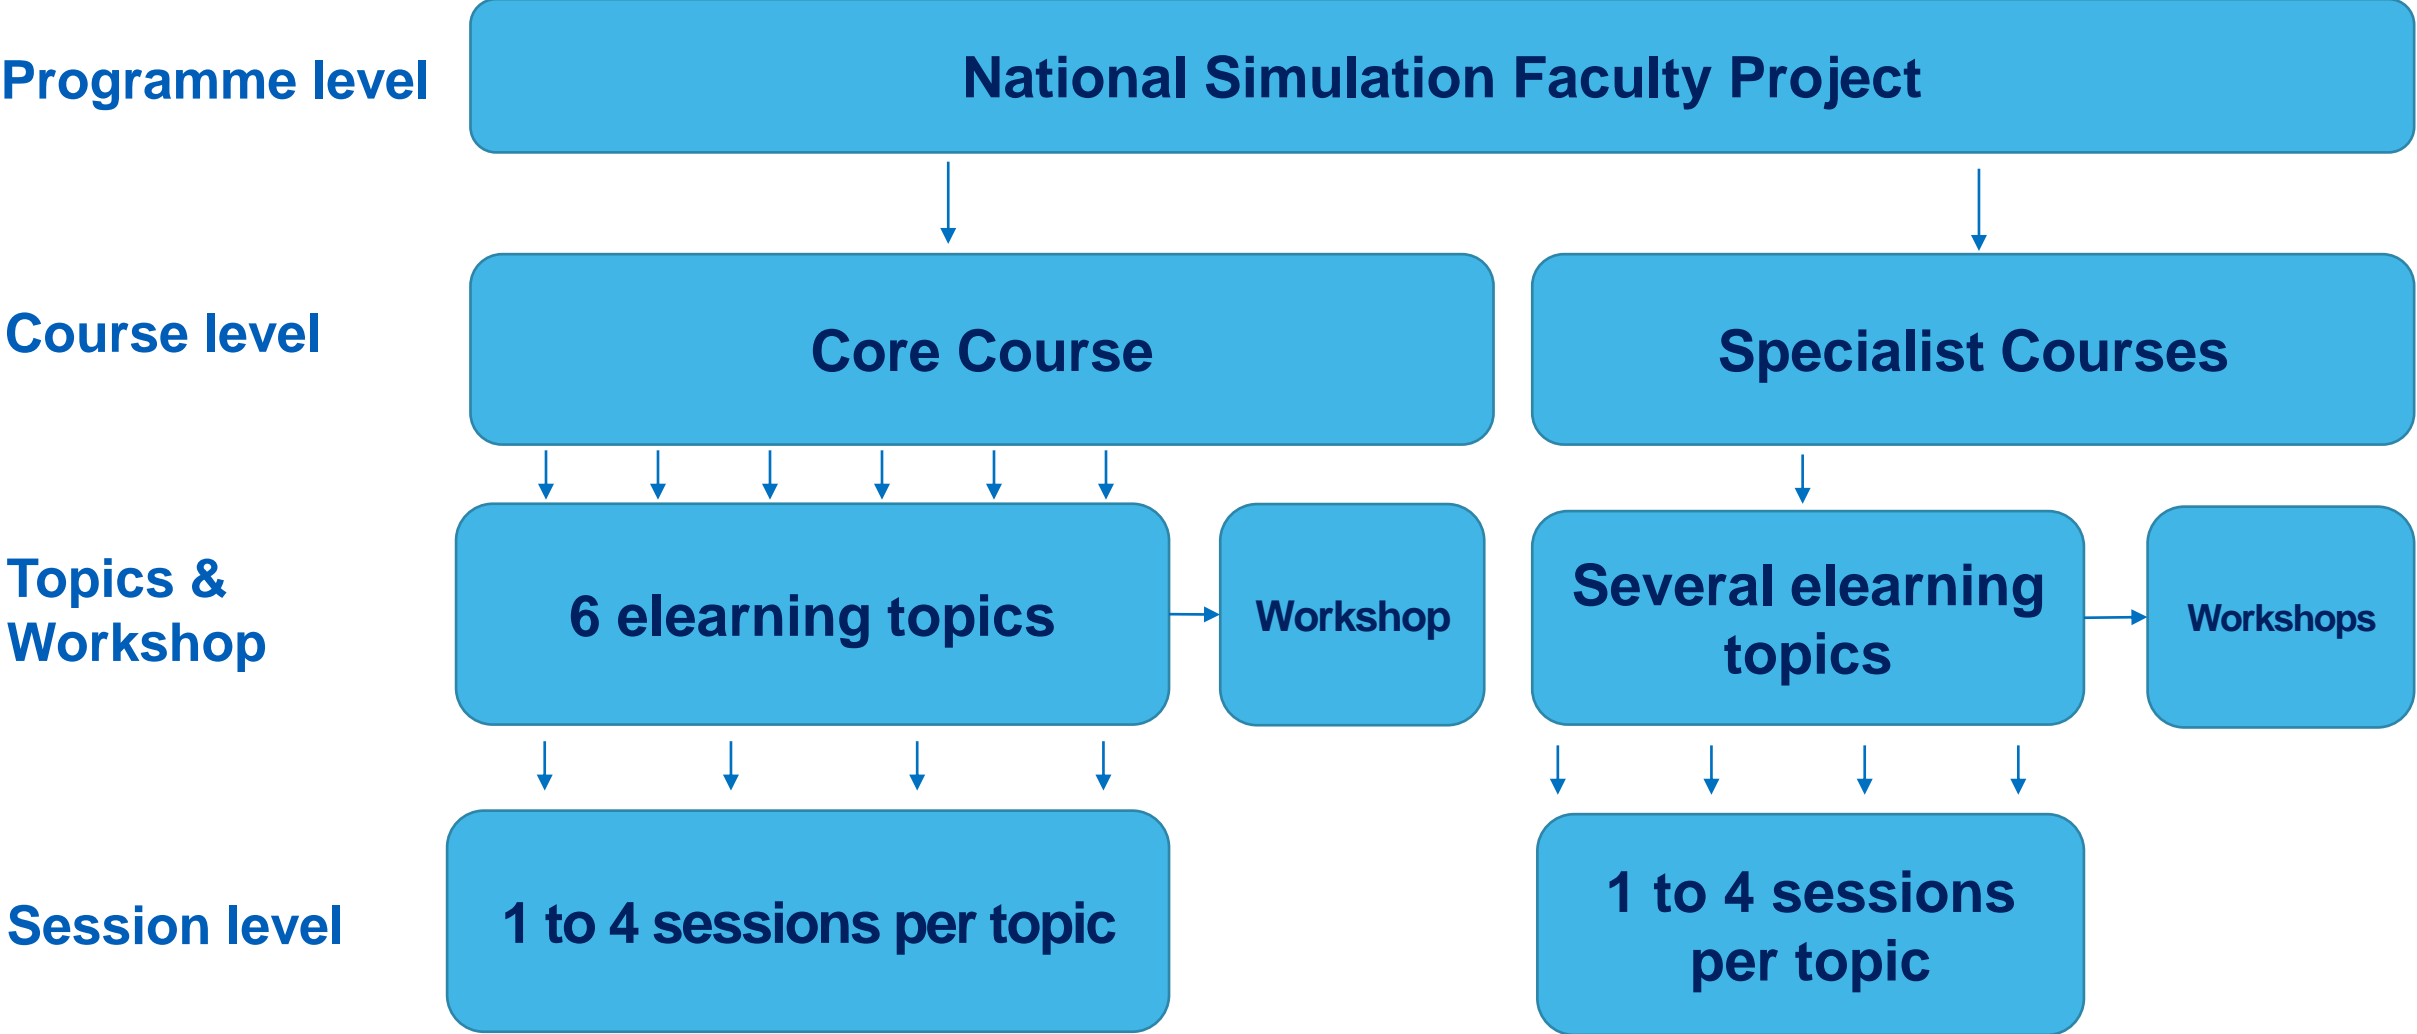 Programme level
National Simulation Faculty Project
Course level
Core Course
Specialist Courses
Topics &
Workshop
6 elearning topics
Workshop
Several elearning
topics
Workshops
Session level
1 to 4 sessions per topic
1 to 4 sessions
per topic